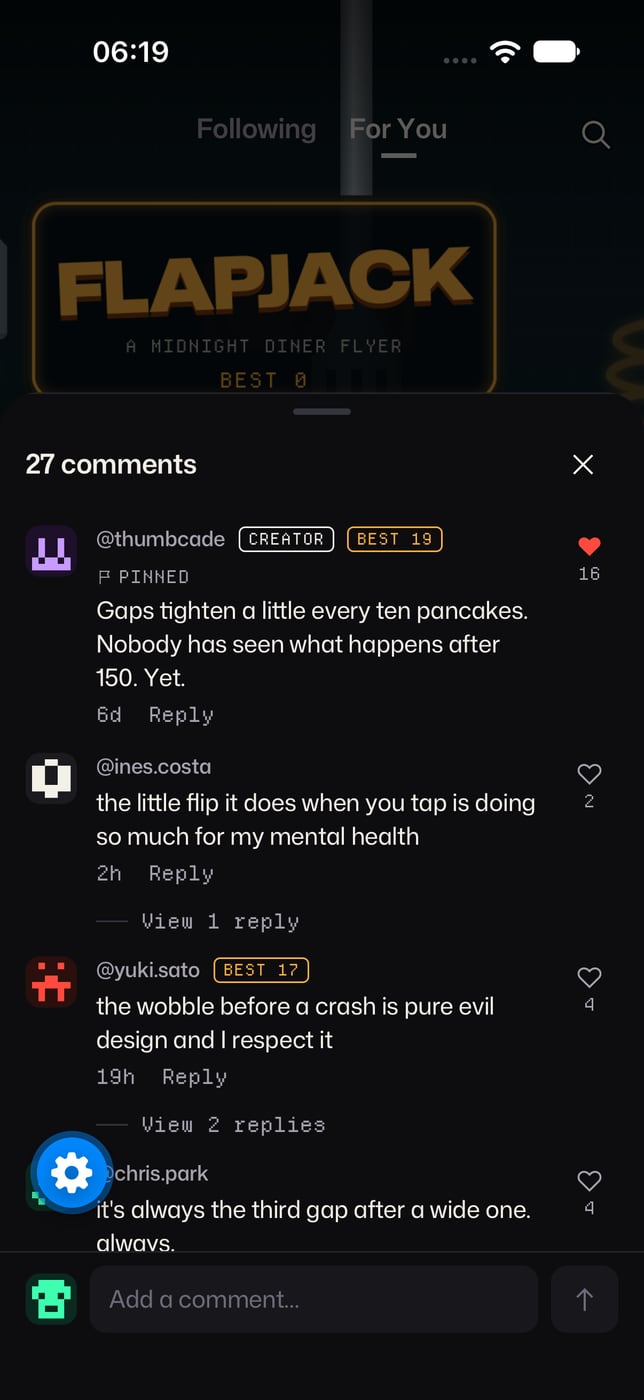 06:19
Following For You
FLAPJACK
A MIDNIGHT DINER FLYER
BEST 0
27 comments
@thumbcade CREATOR BEST 19
PINNED
Gaps tighten a little every ten pancakes.
Nobody has seen what happens after
150. Yet.
16
6d Reply
@ines.costa
the little flip it does when you tap is doing
so much for my mental health
2
2h Reply
View 1 reply
@yuki.sato BEST 17
the wobble before a crash is pure evil
design and I respect it
4
19h Reply
View 2 replies
@chris.park
it's always the third gap after a wide one.
always.
4
Add a comment...